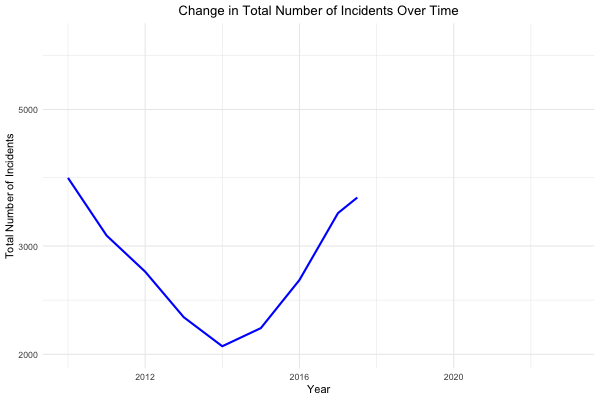 Change in Total Number of Incidents Over Time
Total Number of Incidents
5000
3000
2000
2012
2016
2020
Year